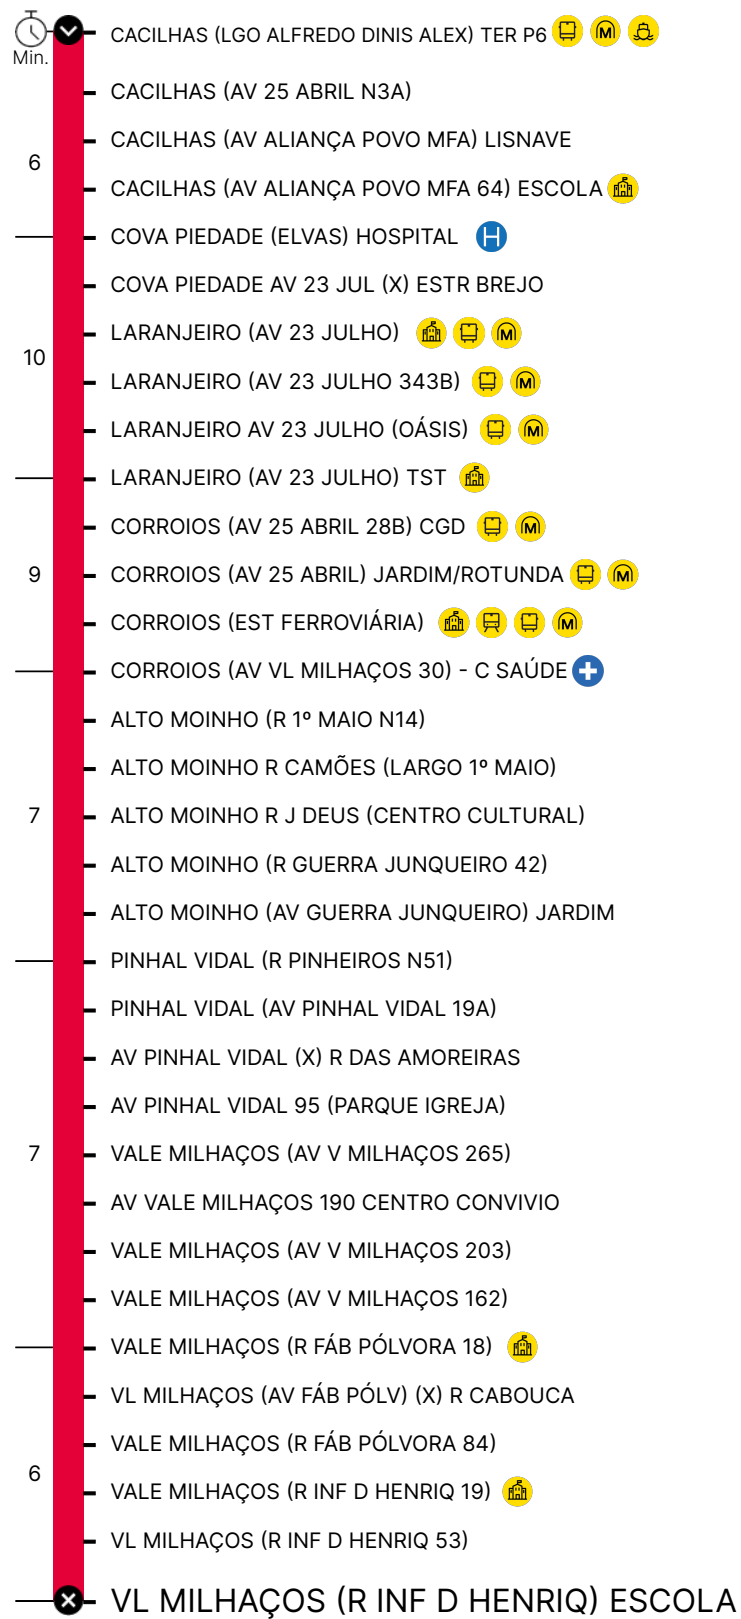 CACILHAS (LGO ALFREDO DINIS ALEX) TER P6
Min.
CACILHAS (AV 25 ABRIL N3A)
CACILHAS (AV ALIANÇA POVO MFA) LISNAVE
6
CACILHAS (AV ALIANÇA POVO MFA 64) ESCOLA
COVA PIEDADE (ELVAS) HOSPITAL H
COVA PIEDADE AV 23 JUL (X) ESTR BREJO
LARANJEIRO (AV 23 JULHO) M
10
LARANJEIRO (AV 23 JULHO 343B) M
LARANJEIRO AV 23 JULHO (OÁSIS) M
LARANJEIRO (AV 23 JULHO) TST
CORROIOS (AV 25 ABRIL 28B) CGD M
9
CORROIOS (AV 25 ABRIL) JARDIM/ROTUNDA M
CORROIOS (EST FERROVIÁRIA) M
CORROIOS (AV VL MILHAÇOS 30) - C SAÚDE
ALTO MOINHO (R 1º MAIO N14)
ALTO MOINHO R CAMÕES (LARGO 1º MAIO)
7
ALTO MOINHO R J DEUS (CENTRO CULTURAL)
ALTO MOINHO (R GUERRA JUNQUEIRO 42)
ALTO MOINHO (AV GUERRA JUNQUEIRO) JARDIM
PINHAL VIDAL (R PINHEIROS N51)
PINHAL VIDAL (AV PINHAL VIDAL 19A)
AV PINHAL VIDAL (X) R DAS AMOREIRAS
AV PINHAL VIDAL 95 (PARQUE IGREJA)
7
VALE MILHAÇOS (AV V MILHAÇOS 265)
AV VALE MILHAÇOS 190 CENTRO CONVIVIO
VALE MILHAÇOS (AV V MILHAÇOS 203)
VALE MILHAÇOS (AV V MILHAÇOS 162)
VALE MILHAÇOS (R FÁB PÓLVORA 18)
VL MILHAÇOS (AV FÁB PÓLV) (X) R CABOUCA
VALE MILHAÇOS (R FÁB PÓLVORA 84)
6
VALE MILHAÇOS (R INF D HENRIQ 19)
VL MILHAÇOS (R INF D HENRIQ 53)
VL MILHAÇOS (R INF D HENRIQ) ESCOLA